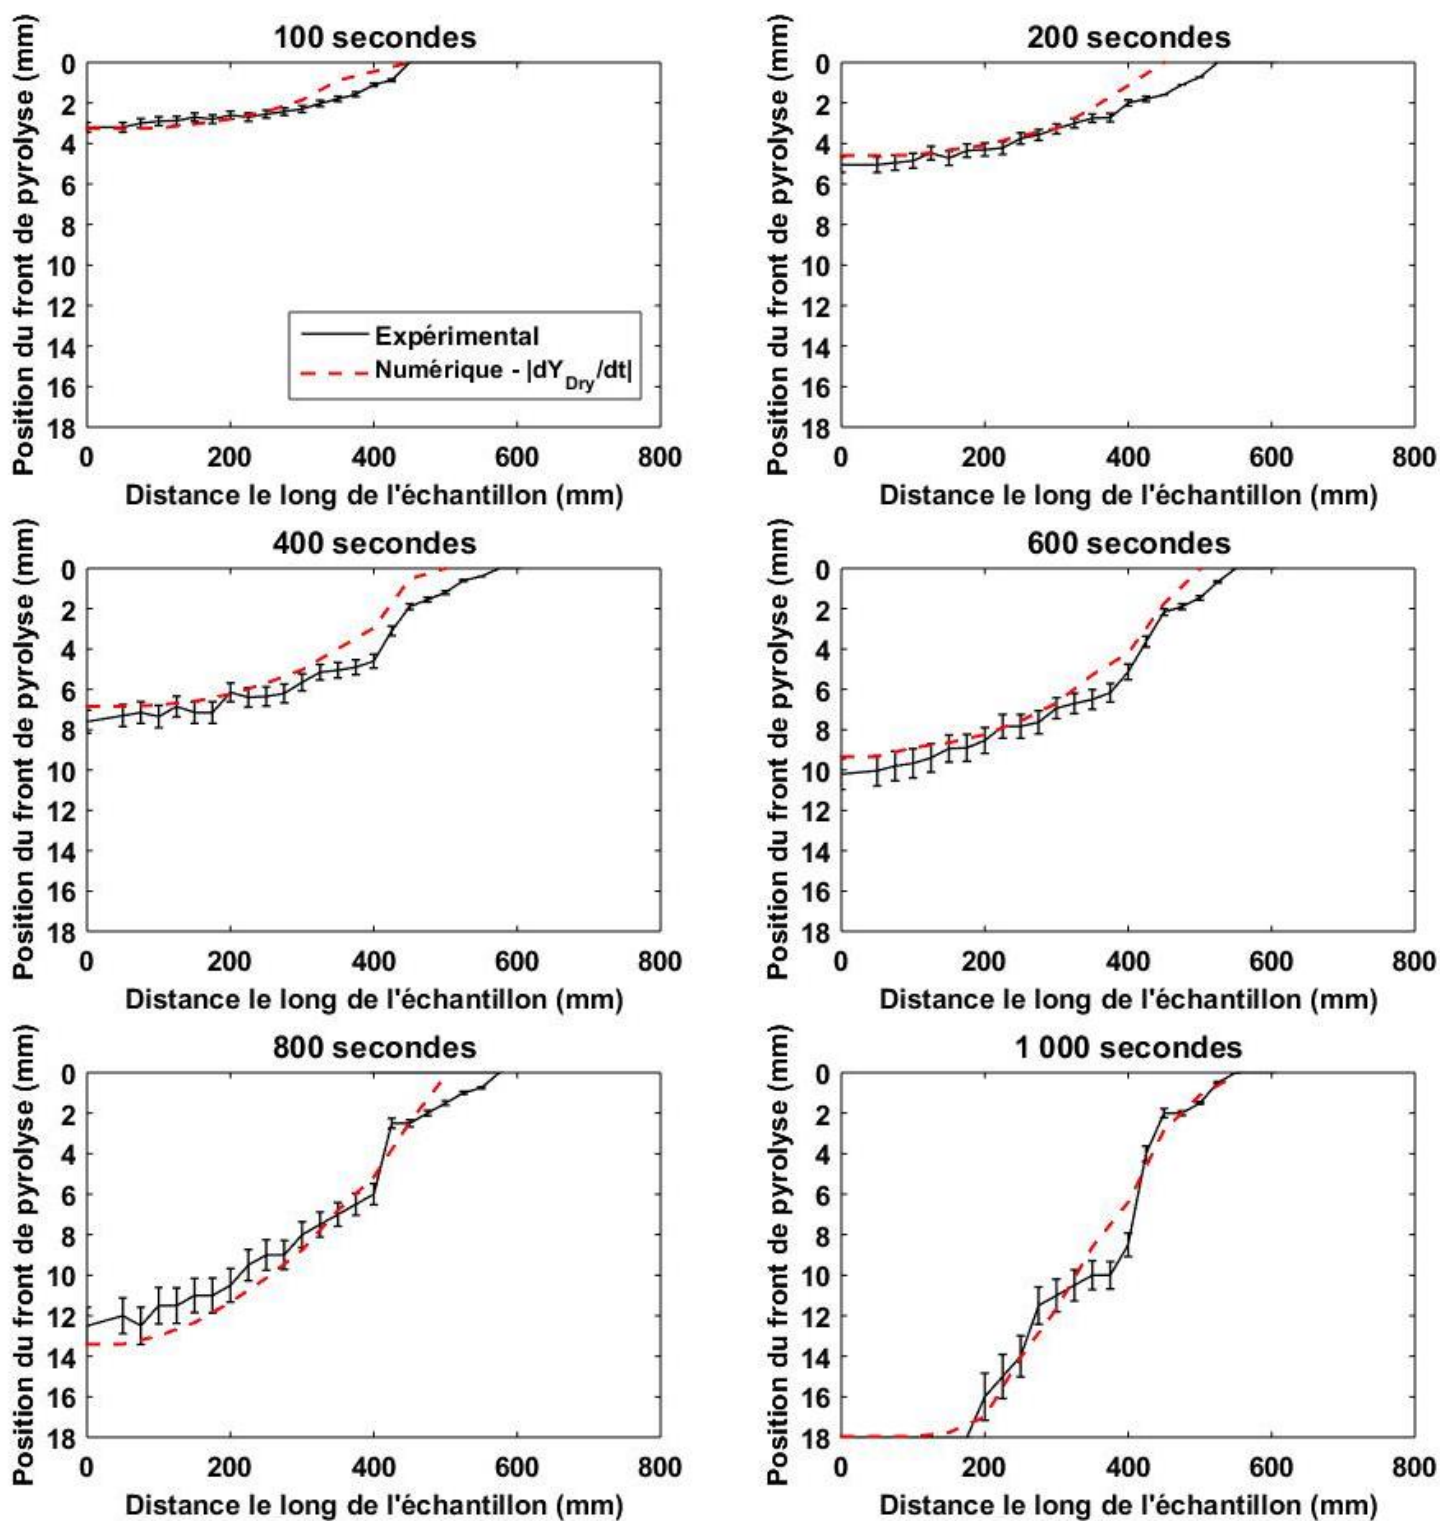 100 secondes
Position du front de pyrolyse (mm)
0
2
4
6
8
10
12
14
16
18
Expérimental
Numérique - |dY_Dry/dt|
0 200 400 600 800
Distance le long de l'échantillon (mm)
200 secondes
Position du front de pyrolyse (mm)
0
2
4
6
8
10
12
14
16
18
0 200 400 600 800
Distance le long de l'échantillon (mm)
400 secondes
Position du front de pyrolyse (mm)
0
2
4
6
8
10
12
14
16
18
0 200 400 600 800
Distance le long de l'échantillon (mm)
600 secondes
Position du front de pyrolyse (mm)
0
2
4
6
8
10
12
14
16
18
0 200 400 600 800
Distance le long de l'échantillon (mm)
800 secondes
Position du front de pyrolyse (mm)
0
2
4
6
8
10
12
14
16
18
0 200 400 600 800
Distance le long de l'échantillon (mm)
1 000 secondes
Position du front de pyrolyse (mm)
0
2
4
6
8
10
12
14
16
18
0 200 400 600 800
Distance le long de l'échantillon (mm)